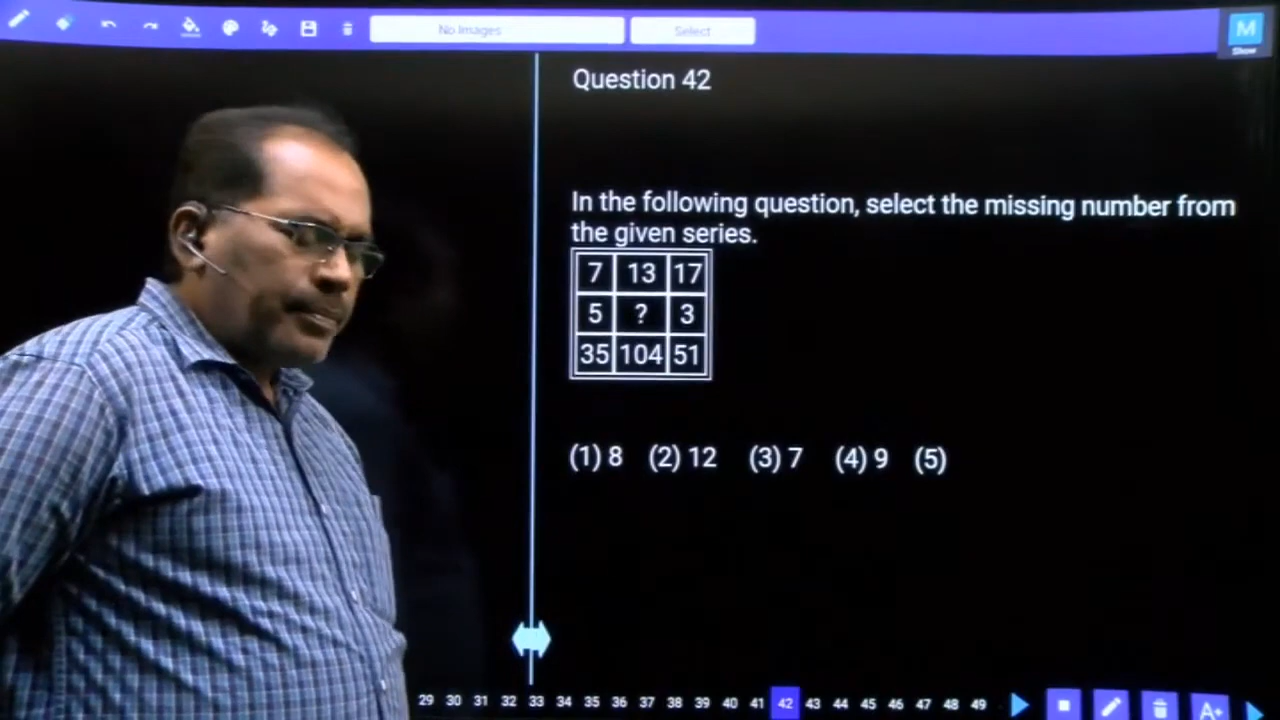 No Images
Select
M
Show
Question 42
In the following question, select the missing number from
the given series.
7 13 17
5 ? 3
35 104 51
(1) 8 (2) 12 (3) 7 (4) 9 (5)
29 30 31 32 33 34 35 36 37 38 39 40 41 42 43 44 45 46 47 48 49
A+